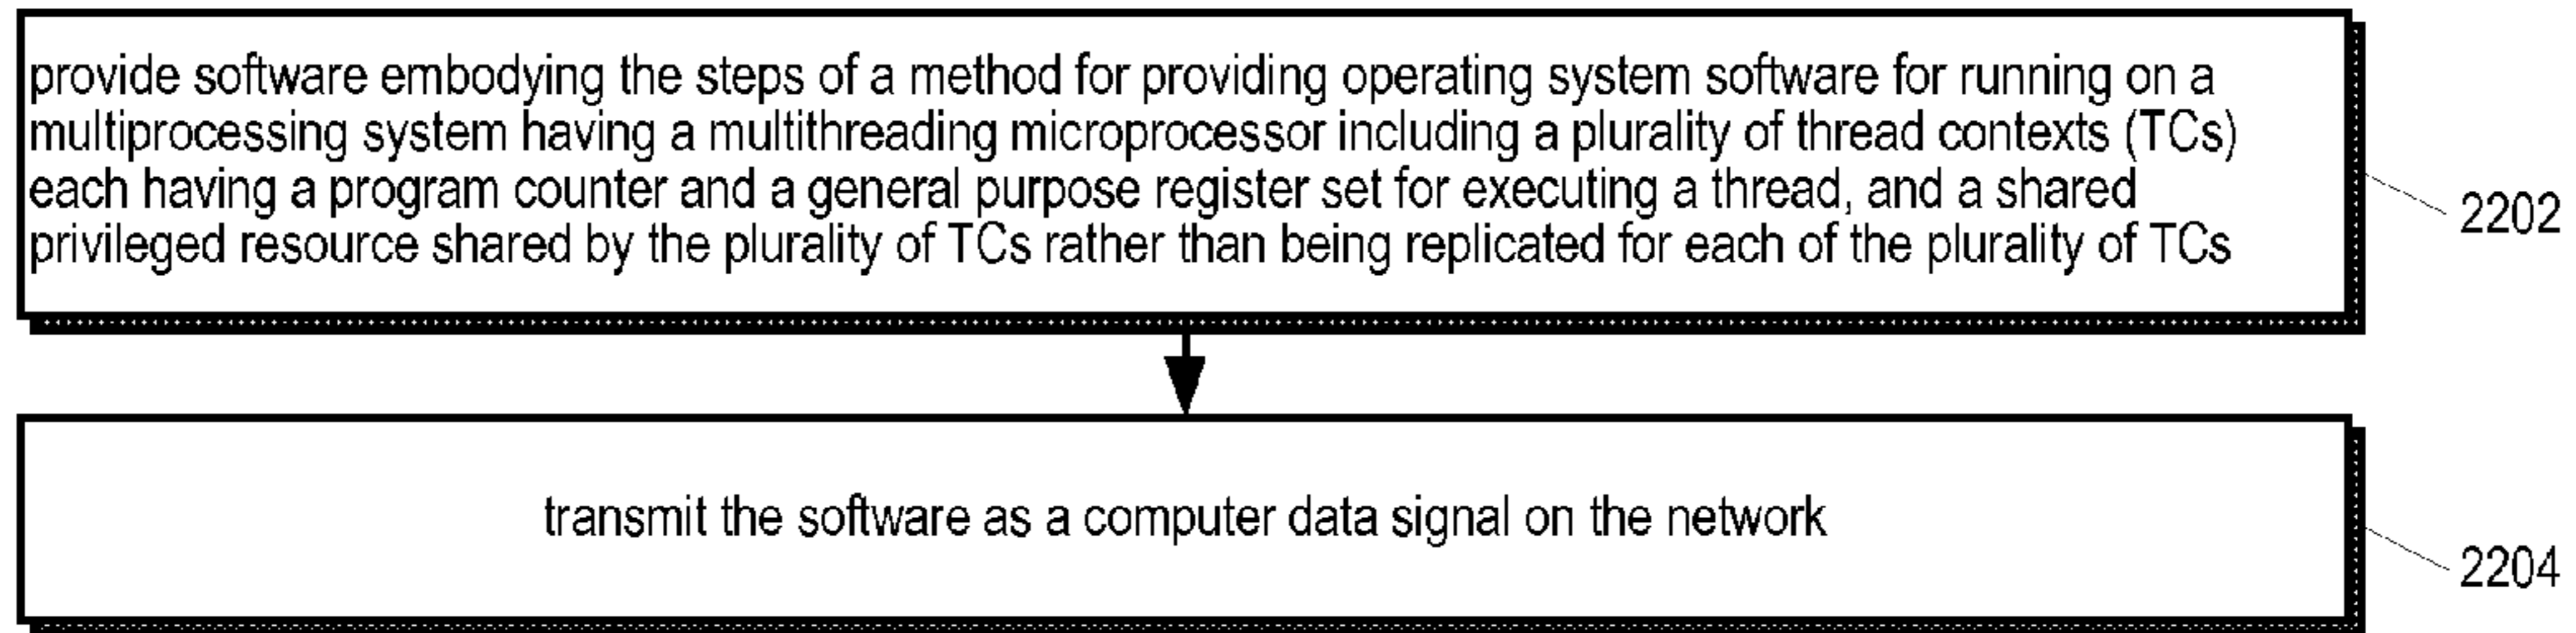 provide software embodying the steps of a method for providing operating system software for running on a
multiprocessing system having a multithreading microprocessor including a plurality of thread contexts (TCs)
each having a program counter and a general purpose register set for executing a thread, and a shared
privileged resource shared by the plurality of TCs rather than being replicated for each of the plurality of TCs
2202
transmit the software as a computer data signal on the network
2204